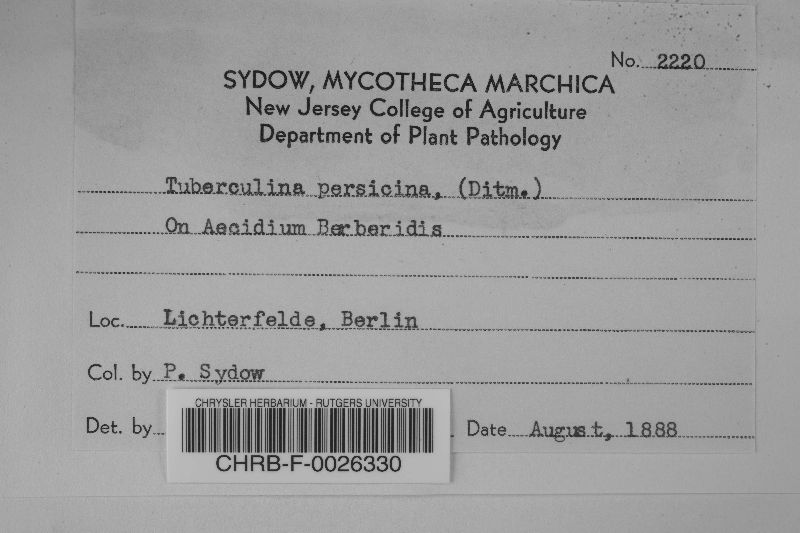 No. 2220
SYDOW, MYCOTHECA MARCHICA
New Jersey College of Agriculture
Department of Plant Pathology
Tuberculina persicina, (Ditm.)
On Aecidium Berberidis
Loc. Lichterfelde, Berlin
Col. by P. Sydow
Det. by Date August, 1888
CHRYSLER HERBARIUM - RUTGERS UNIVERSITY
CHRB-F-0026330